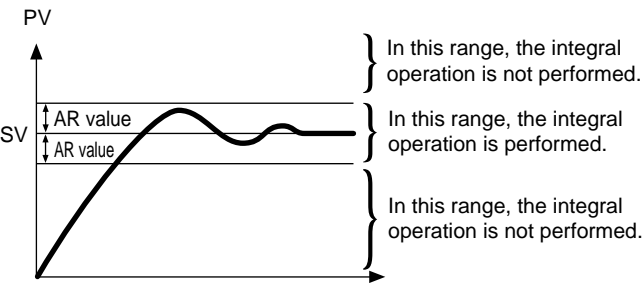 PV
In this range, the integral
operation is not performed.
AR value
SV
AR value
In this range, the integral
operation is performed.
In this range, the integral
operation is not performed.